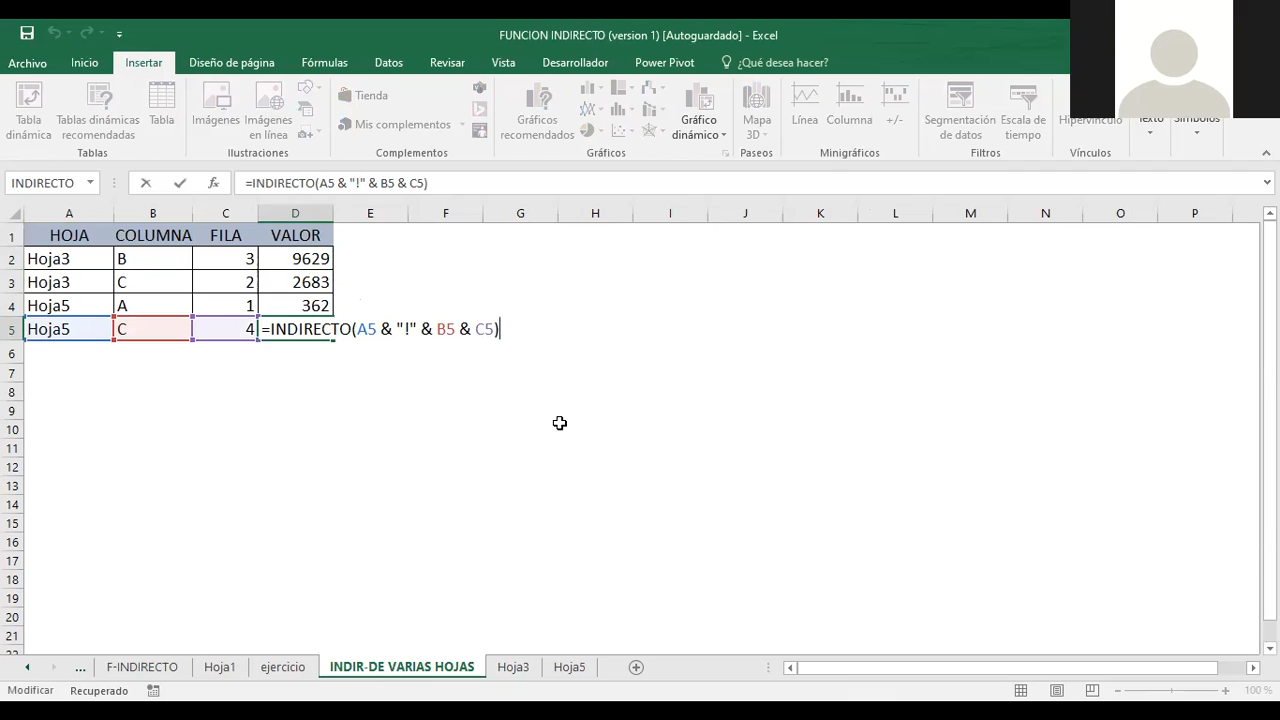 FUNCION INDIRECTO (version 1) [Autoguardado] - Excel
Archivo Inicio Insertar Diseño de página Fórmulas Datos Revisar Vista Desarrollador Power Pivot ¿Qué desea hacer?
Tabla dinámica
Tablas dinámicas recomendadas
Tabla
Tablas
Imágenes
Imágenes en línea
Ilustraciones
Tienda
Mis complementos
Complementos
Gráficos recomendados
Gráfico dinámico
Gráficos
Mapa 3D
Paseos
Línea
Columna
+/-
Minigráficos
Segmentación de datos
Escala de tiempo
Filtros
Hipervínculo
Vínculos
Texto
Símbolos
INDIRECTO fx =INDIRECTO(A5 & "!" & B5 & C5)
A B C D E F G H I J K L M N O P
1 HOJA COLUMNA FILA VALOR
2 Hoja3 B 3 9629
3 Hoja3 C 2 2683
4 Hoja5 A 1 362
5 Hoja5 C 4 =INDIRECTO(A5 & "!" & B5 & C5)
6
7
8
9
10
11
12
13
14
15
16
17
18
19
20
21
... F-INDIRECTO Hoja1 ejercicio INDIR-DE VARIAS HOJAS Hoja3 Hoja5
Modificar Recuperado 100 %